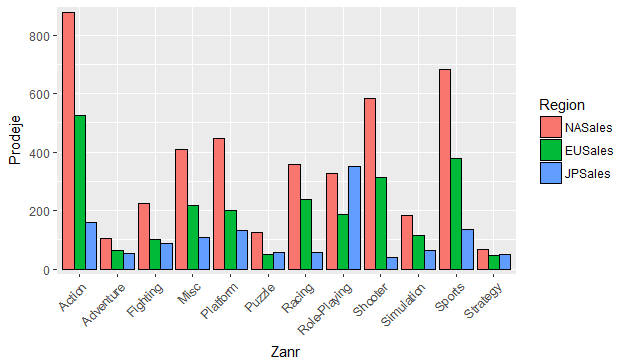 Prodeje
800
600
400
200
0
Action
Adventure
Fighting
Misc
Platform
Puzzle
Racing
Role-Playing
Shooter
Simulation
Sports
Strategy
Zanr
Region
NASales
EUSales
JPSales